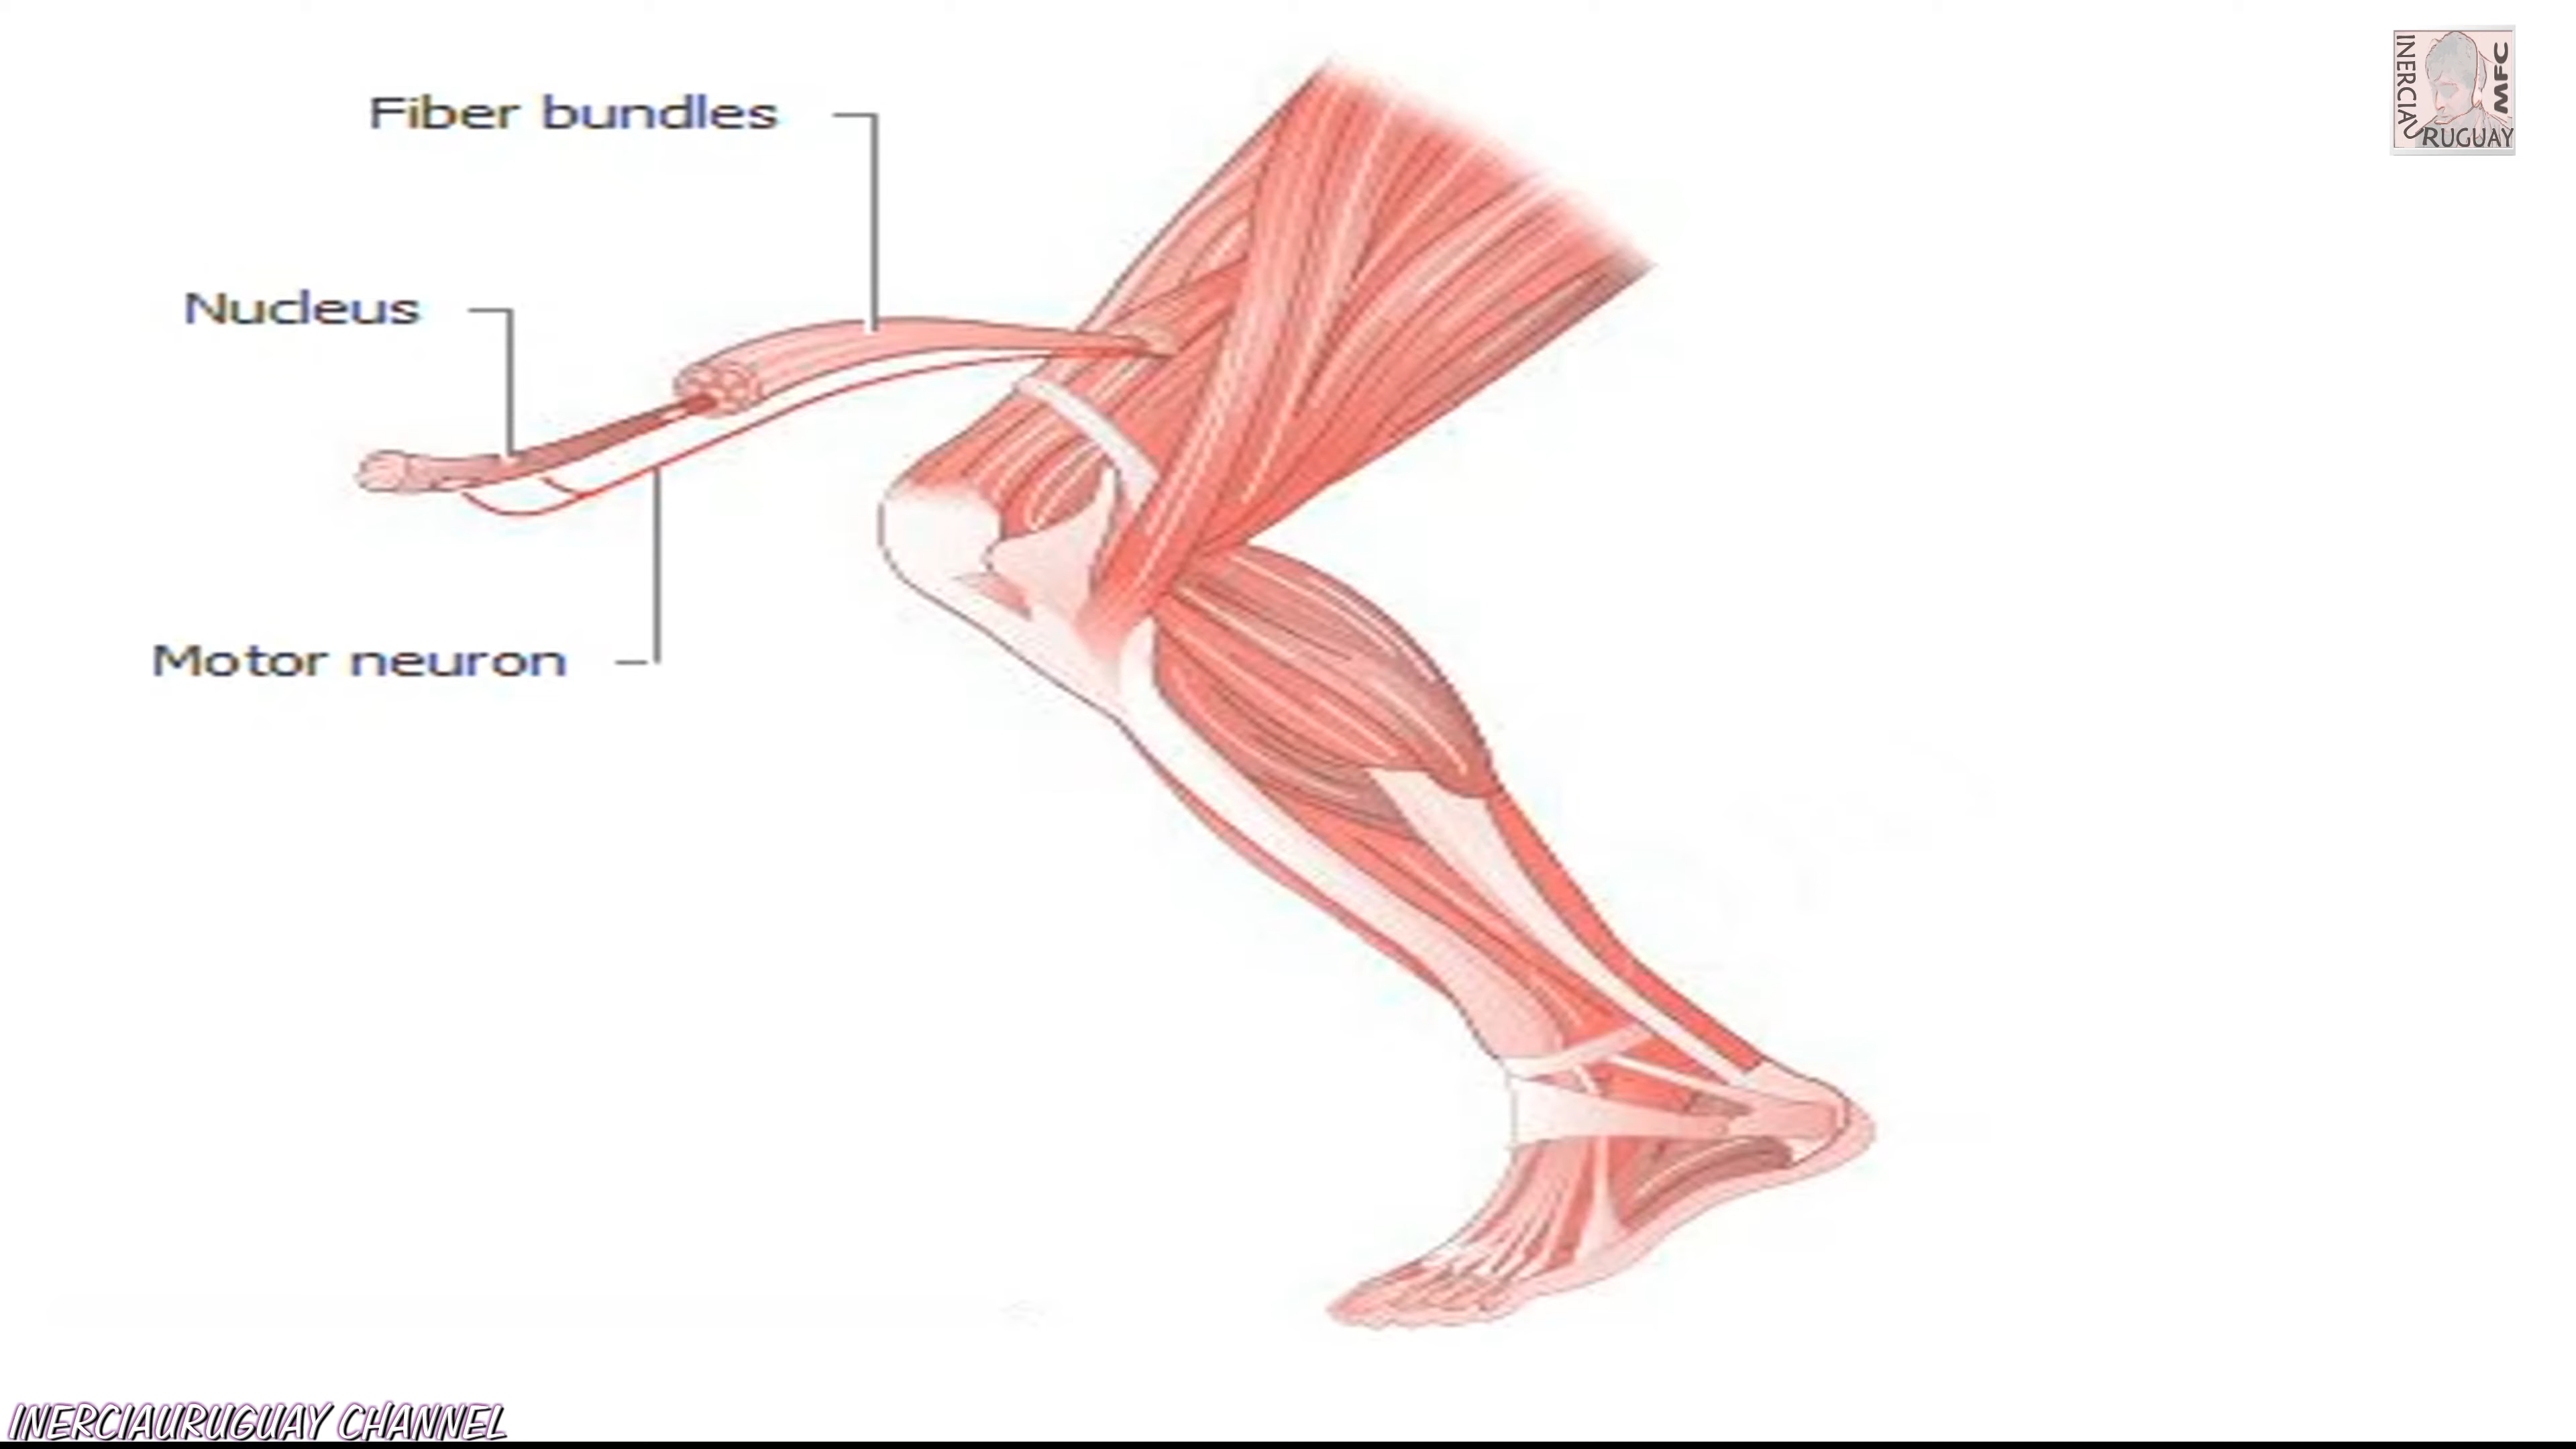 Fiber bundles
Nucleus
Motor neuron
INERCIA
URUGUAY
MFC
INERCIAURUGUAY CHANNEL